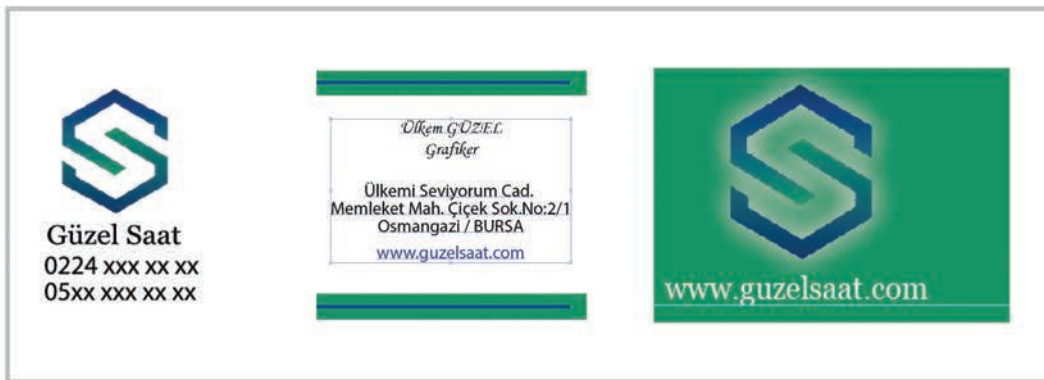 Güzel Saat
0224 xxx xx xx
05xx xxx xx xx
Ülkem GÜZEL
Grafiker
Ülkemi Seviyorum Cad.
Memleket Mah. Çiçek Sok.No:2/1
Osmangazi / BURSA
www.guzelsaat.com
www.guzelsaat.com